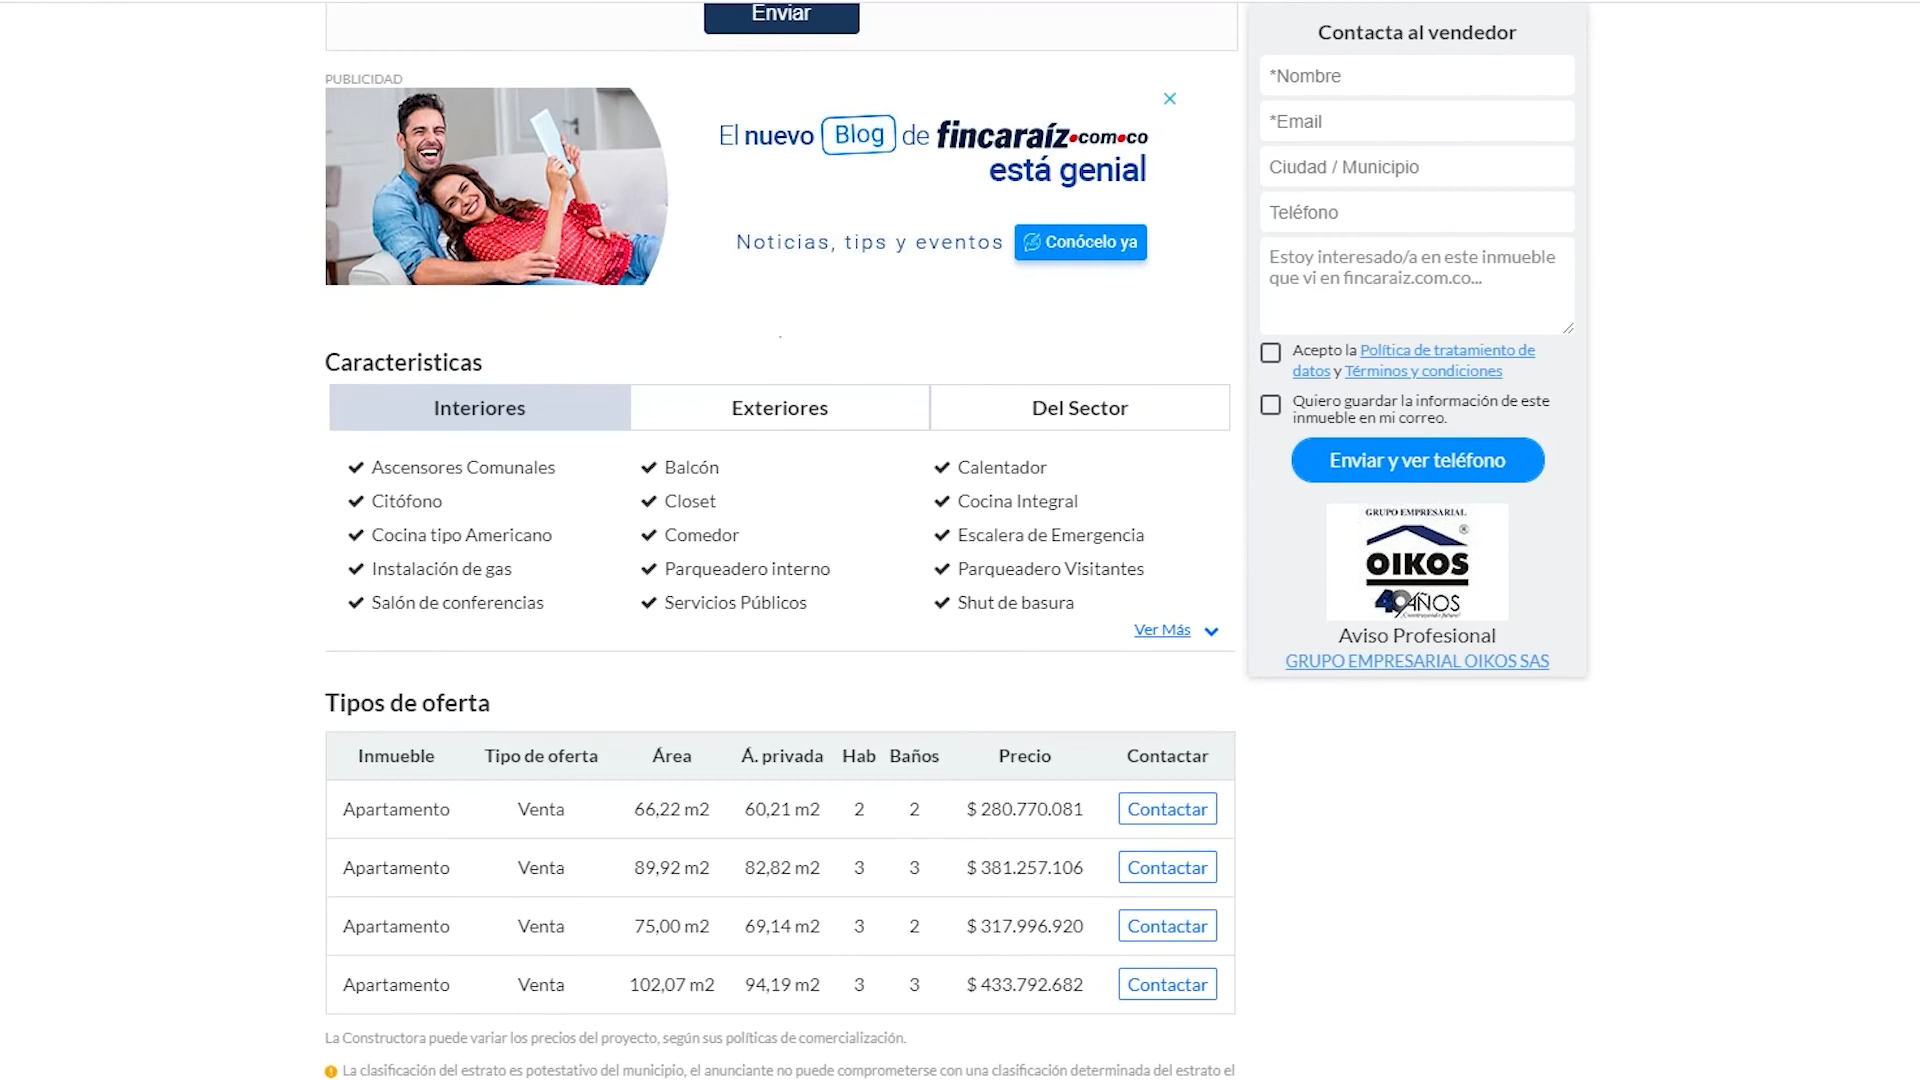 Enviar
PUBLICIDAD
El nuevo Blog de fincaraíz.com.co
está genial
Noticias, tips y eventos Conócelo ya
Caracteristicas
Interiores Exteriores Del Sector
Ascensores Comunales Balcón Calentador
Citófono Closet Cocina Integral
Cocina tipo Americano Comedor Escalera de Emergencia
Instalación de gas Parqueadero interno Parqueadero Visitantes
Salón de conferencias Servicios Públicos Shut de basura
Ver Más
Tipos de oferta
Inmueble Tipo de oferta Área Á. privada Hab Baños Precio Contactar
Apartamento Venta 66,22 m2 60,21 m2 2 2 $ 280.770.081 Contactar
Apartamento Venta 89,92 m2 82,82 m2 3 3 $ 381.257.106 Contactar
Apartamento Venta 75,00 m2 69,14 m2 3 2 $ 317.996.920 Contactar
Apartamento Venta 102,07 m2 94,19 m2 3 3 $ 433.792.682 Contactar
La Constructora puede variar los precios del proyecto, según sus políticas de comercialización.
La clasificación del estrato es potestativo del municipio, el anunciante no puede comprometerse con una clasificación determinada del estrato el
Contacta al vendedor
*Nombre
*Email
Ciudad / Municipio
Teléfono
Estoy interesado/a en este inmueble
que vi en fincaraiz.com.co...
Acepto la Política de tratamiento de
datos y Términos y condiciones
Quiero guardar la información de este
inmueble en mi correo.
Enviar y ver teléfono
GRUPO EMPRESARIAL
OIKOS ®
40 AÑOS
Aviso Profesional
GRUPO EMPRESARIAL OIKOS SAS